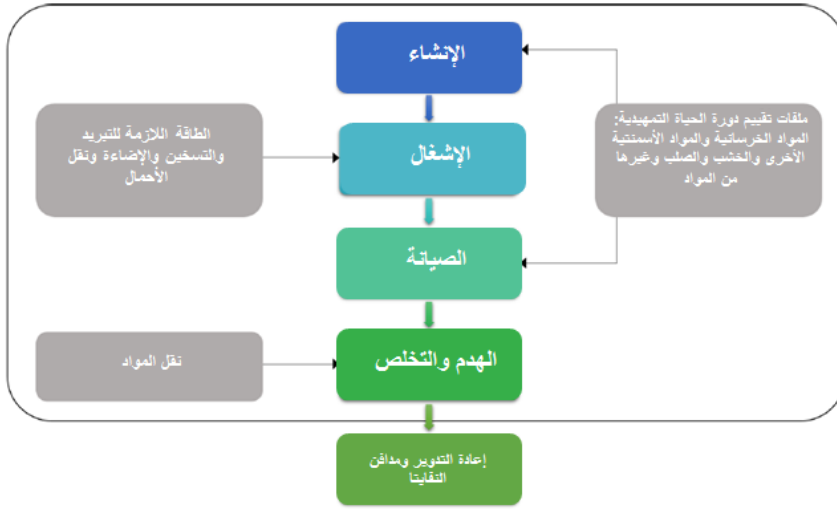 الإنشاء
ملفات تقييم دورة الحياة التمهيدية:
المواد الخرسانية والمواد الأسمنتية
الأخرى والخشب والصلب وغيرها
من المواد
الطاقة اللازمة للتبريد
والتسخين والإضاءة ونقل
الأحمال
الإشغال
الصيانة
الهدم والتخلص
نقل المواد
إعادة التدوير ومدافن
النقايتا